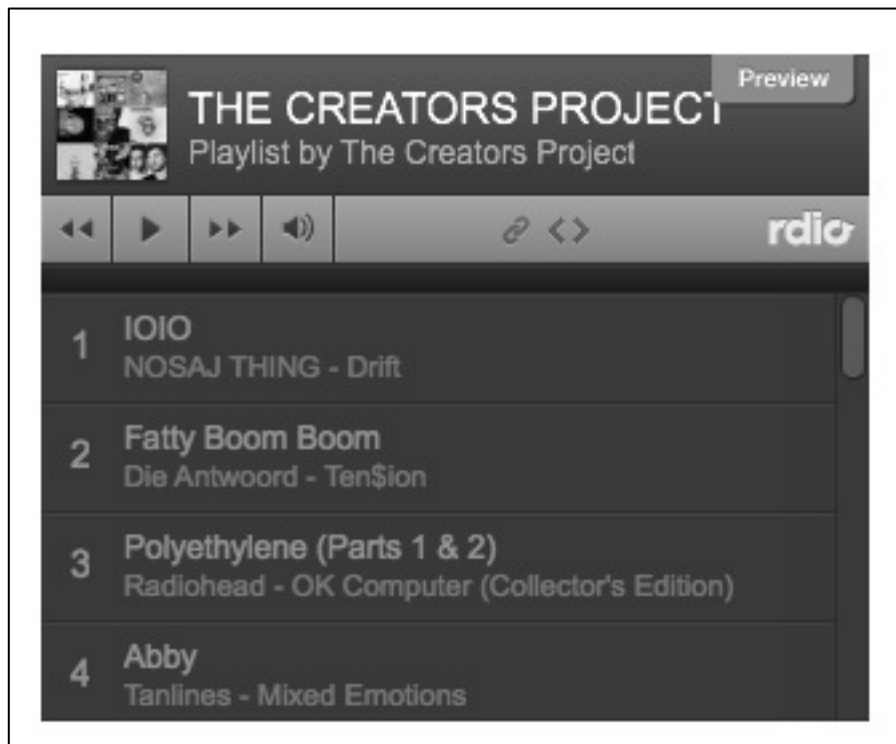 Preview
THE CREATORS PROJECT
Playlist by The Creators Project
rdio
1
IOIO
NOSAJ THING - Drift
2
Fatty Boom Boom
Die Antwoord - Ten$ion
3
Polyethylene (Parts 1 & 2)
Radiohead - OK Computer (Collector's Edition)
4
Abby
Tanlines - Mixed Emotions